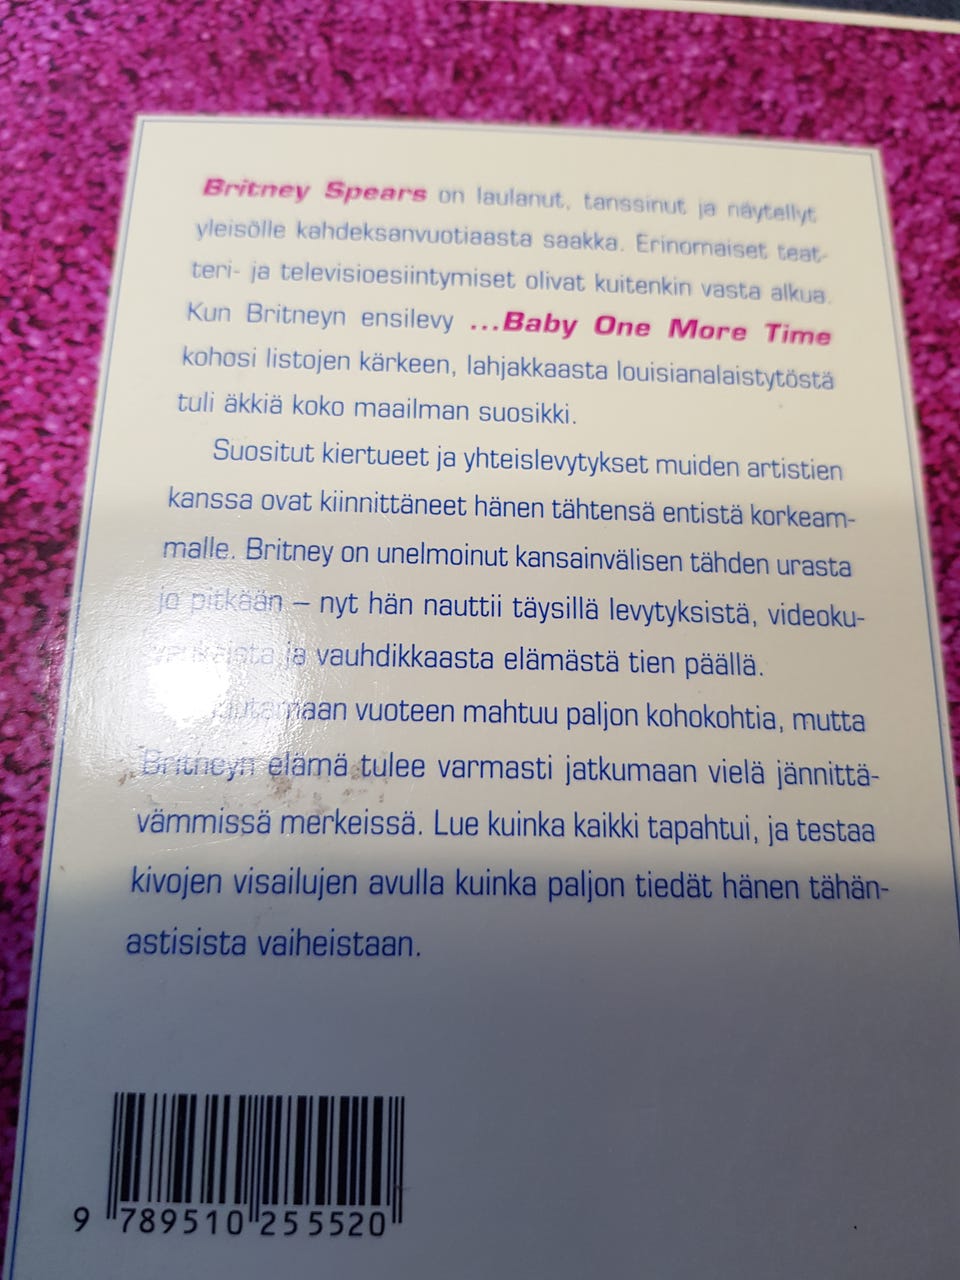 Britney Spears on laulanut, tanssinut ja näytellyt
yleisölle kahdeksanvuotiaasta saakka. Erinomaiset teat-
teri- ja televisioesiintymiset olivat kuitenkin vasta alkua.
Kun Britneyn ensilevy ...Baby One More Time
kohosi listojen kärkeen, lahjakkaasta louisianalaistytöstä
tuli äkkiä koko maailman suosikki.
Suositut kiertueet ja yhteislevytykset muiden artistien
kanssa ovat kiinnittäneet hänen tähtensä entistä korkeam-
malle. Britney on unelmoinut kansainvälisen tähden urasta
jo pitkään – nyt hän nauttii täysillä levytyksistä, videoku-
vauksista ja vauhdikkaasta elämästä tien päällä.
vuoteen mahtuu paljon kohokohtia, mutta
Britneyn elämä tulee varmasti jatkumaan vielä jännittä-
vämmissä merkeissä. Lue kuinka kaikki tapahtui, ja testaa
kivojen visailujen avulla kuinka paljon tiedät hänen tähän-
astisista vaiheistaan.
9 789510 255520